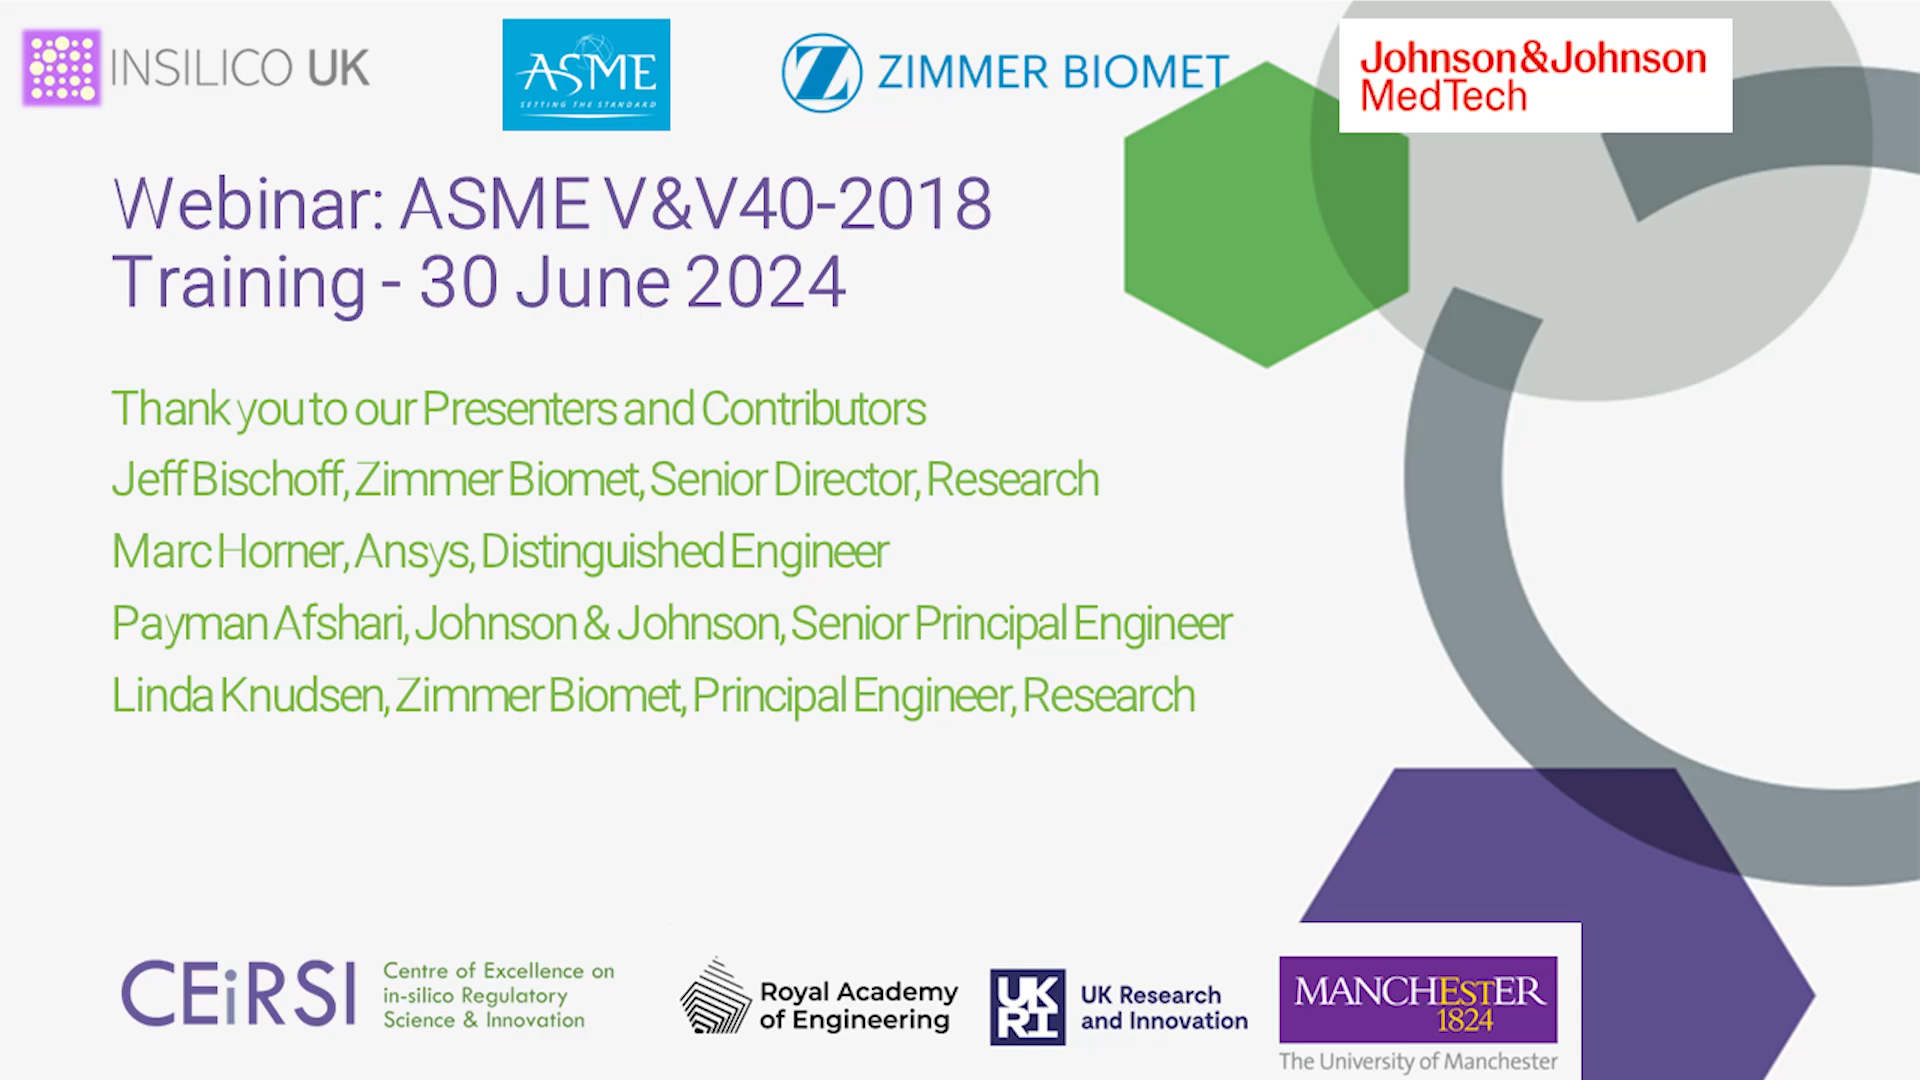 INSILICO UK
ASME
SETTING THE STANDARD
Z ZIMMER BIOMET
Johnson&Johnson
MedTech
Webinar: ASME V&V40-2018
Training - 30 June 2024
Thank you to our Presenters and Contributors
Jeff Bischoff, Zimmer Biomet, Senior Director, Research
Marc Horner, Ansys, Distinguished Engineer
Payman Afshari, Johnson & Johnson, Senior Principal Engineer
Linda Knudsen, Zimmer Biomet, Principal Engineer, Research
CEiRSI
Centre of Excellence on
in-silico Regulatory
Science & Innovation
Royal Academy
of Engineering
UK
RI
UK Research
and Innovation
MANCHESTER
1824
The University of Manchester